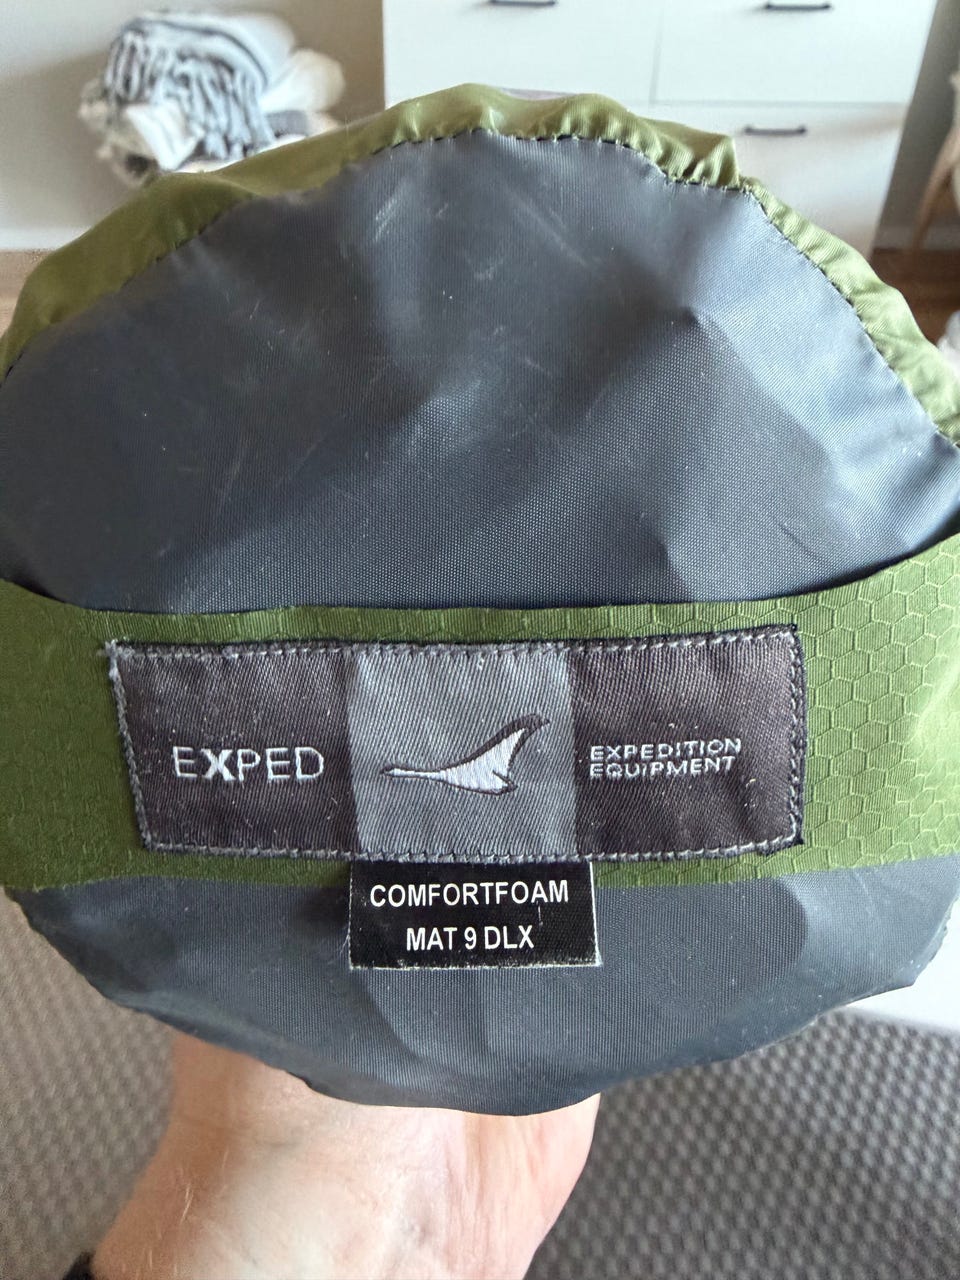 EXPED
EXPEDITION
EQUIPMENT
COMFORTFOAM
MAT 9 DLX